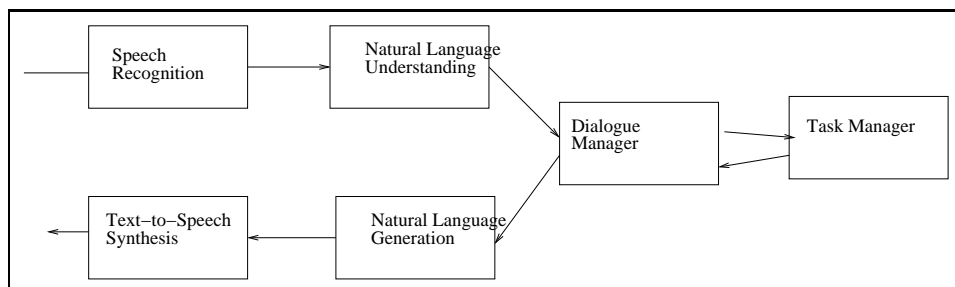 Speech
Recognition
Natural Language
Understanding
Dialogue
Manager
Task Manager
Text−to−Speech
Synthesis
Natural Language
Generation